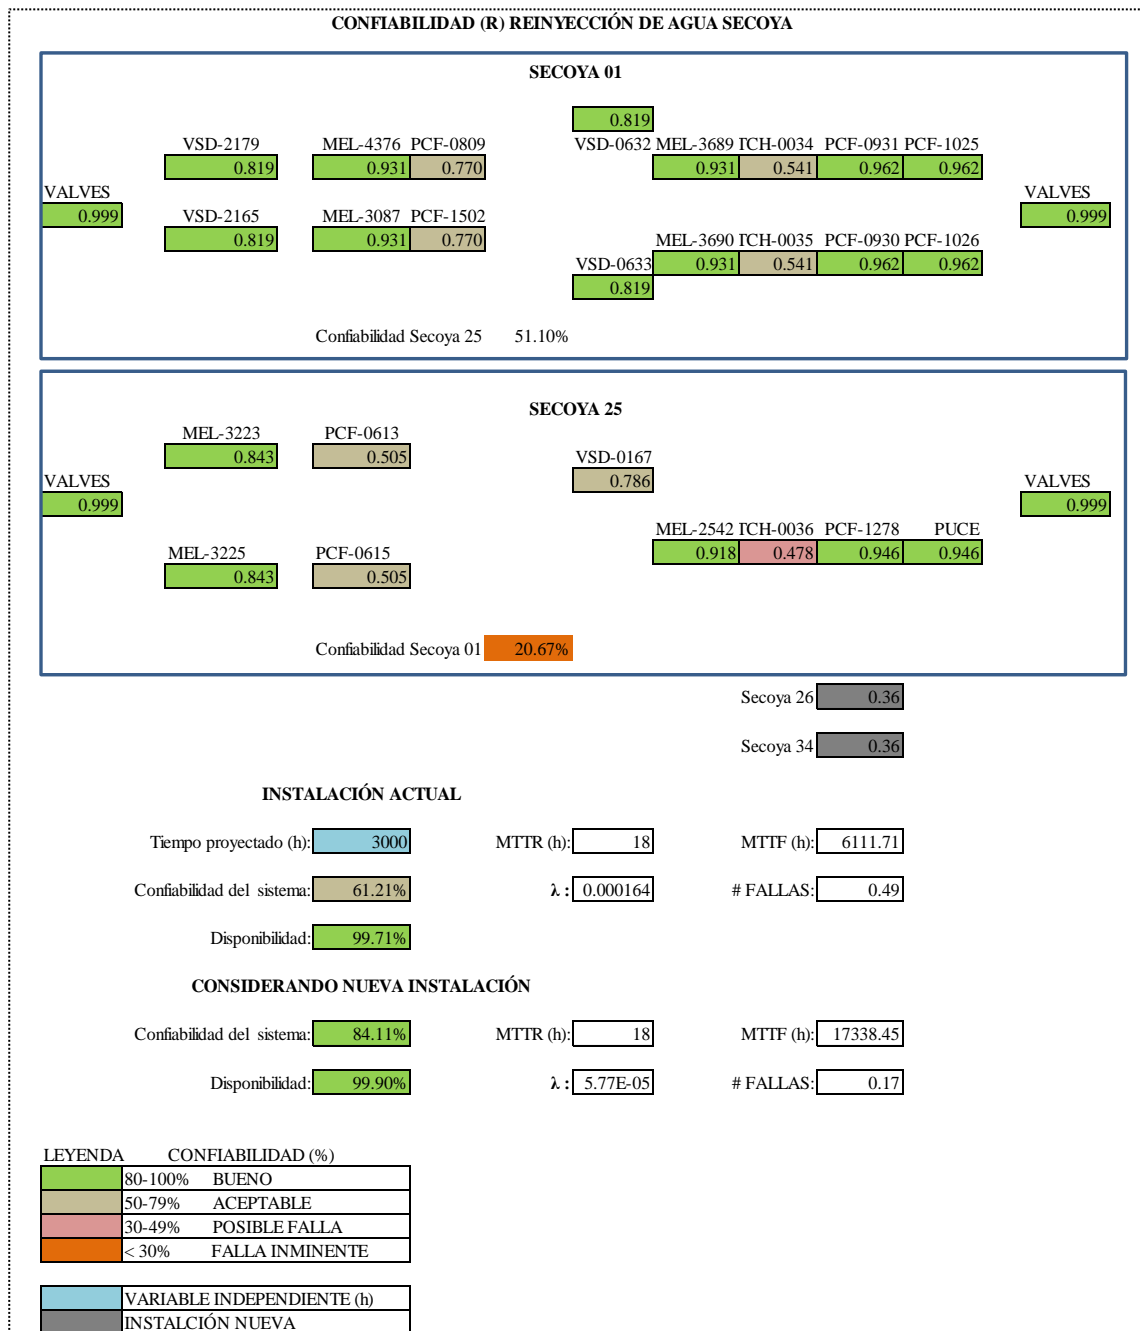 CONFIABILIDAD (R) REINYECCIÓN DE AGUA SECOYA
SECOYA 01
0.819
VSD-2179 MEL-4376 PCF-0809 VSD-0632 MEL-3689 TCH-0034 PCF-0931 PCF-1025
0.819 0.931 0.770 0.931 0.541 0.962 0.962
VALVES VALVES
0.999 VSD-2165 MEL-3087 PCF-1502 0.999
0.819 0.931 0.770 MEL-3690 TCH-0035 PCF-0930 PCF-1026
VSD-0633 0.931 0.541 0.962 0.962
0.819
Confiabilidad Secoya 25 51.10%
SECOYA 25
MEL-3223 PCF-0613
0.843 0.505 VSD-0167
VALVES 0.786 VALVES
0.999 0.999
MEL-2542 TCH-0036 PCF-1278 PUCE
MEL-3225 PCF-0615 0.918 0.478 0.946 0.946
0.843 0.505
Confiabilidad Secoya 01 20.67%
Secoya 26 0.36
Secoya 34 0.36
INSTALACIÓN ACTUAL
Tiempo proyectado (h): 3000 MTTR (h): 18 MTTF (h): 6111.71
Confiabilidad del sistema: 61.21% λ : 0.000164 # FALLAS: 0.49
Disponibilidad: 99.71%
CONSIDERANDO NUEVA INSTALACIÓN
Confiabilidad del sistema: 84.11% MTTR (h): 18 MTTF (h): 17338.45
Disponibilidad: 99.90% λ : 5.77E-05 # FALLAS: 0.17
LEYENDA CONFIABILIDAD (%)
80-100% BUENO
50-79% ACEPTABLE
30-49% POSIBLE FALLA
< 30% FALLA INMINENTE
VARIABLE INDEPENDIENTE (h)
INSTALCIÓN NUEVA